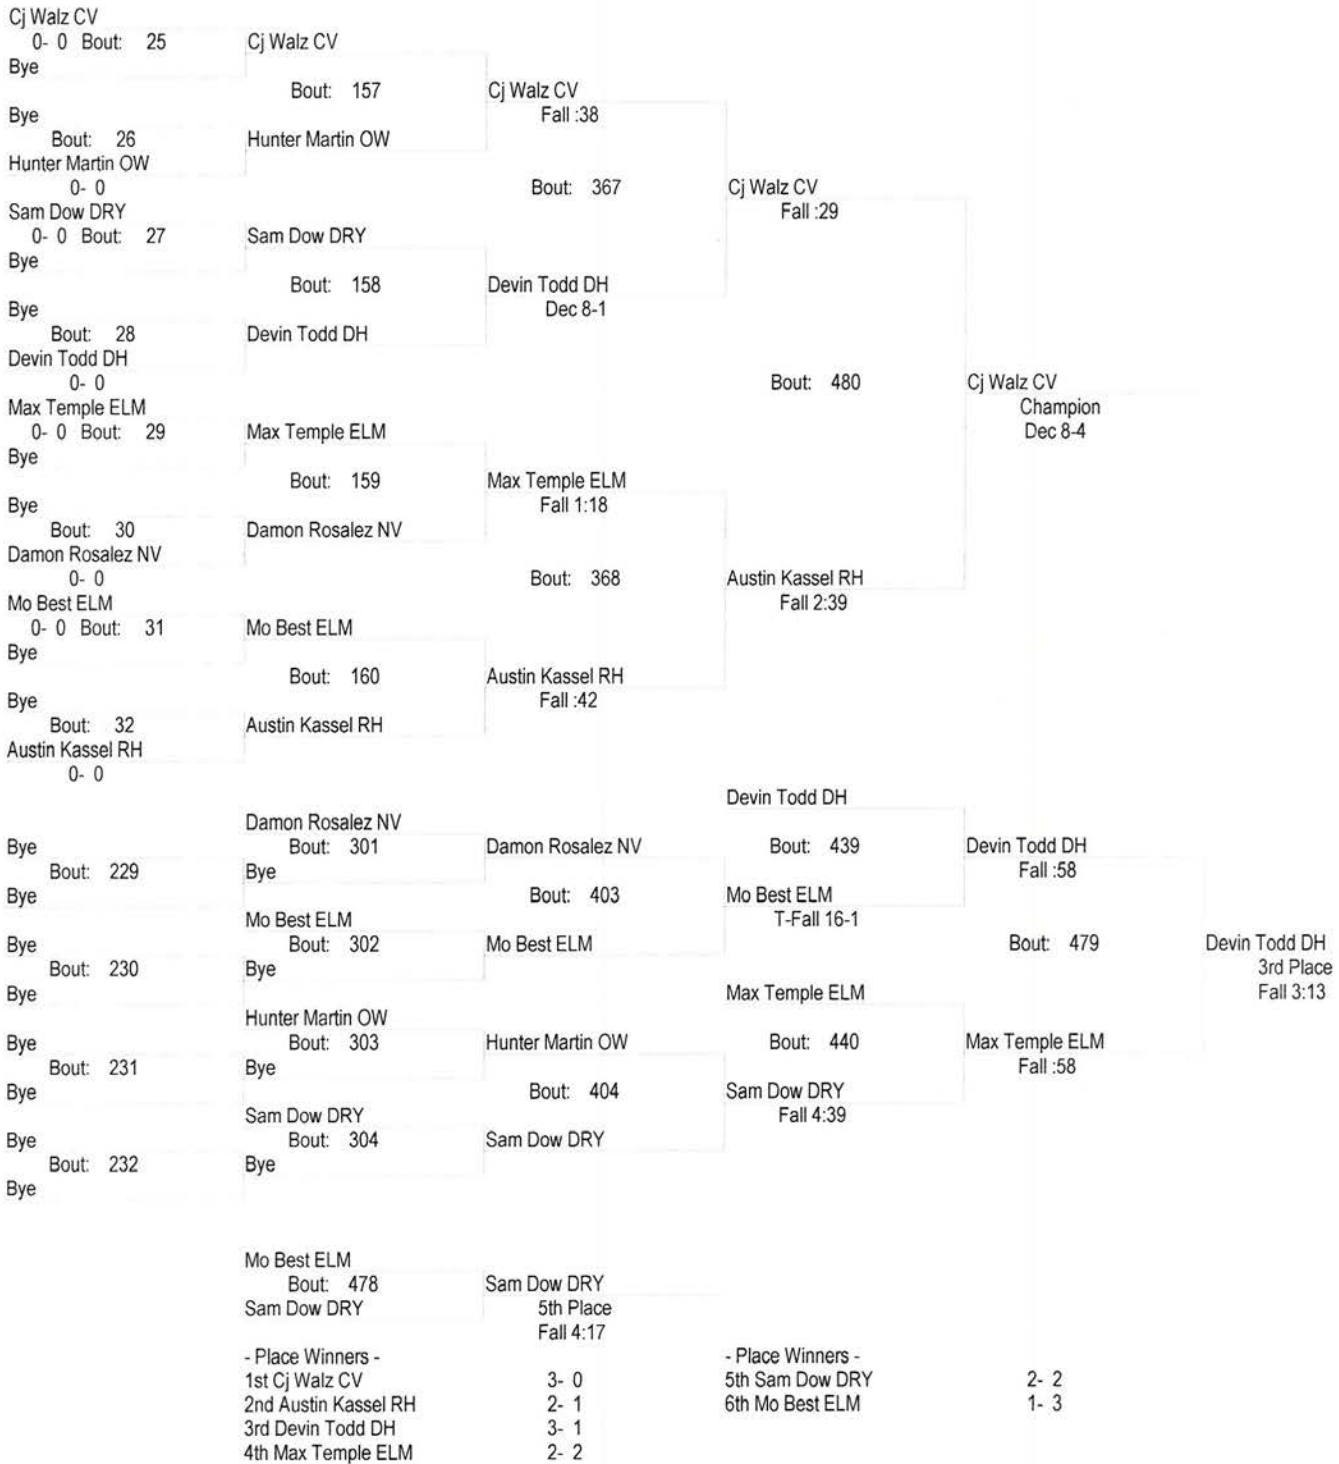 Cj Walz CV
0- 0 Bout: 25 Cj Walz CV
Bye
Bout: 157 Cj Walz CV
Bye Fall :38
Bout: 26 Hunter Martin OW
Hunter Martin OW
0- 0 Bout: 367 Cj Walz CV
Sam Dow DRY Fall :29
0- 0 Bout: 27 Sam Dow DRY
Bye
Bout: 158 Devin Todd DH
Bye Dec 8-1
Bout: 28 Devin Todd DH
Devin Todd DH
0- 0 Bout: 480 Cj Walz CV
Max Temple ELM Champion
0- 0 Bout: 29 Max Temple ELM Dec 8-4
Bye
Bout: 159 Max Temple ELM
Bye Fall 1:18
Bout: 30 Damon Rosalez NV
Damon Rosalez NV
0- 0 Bout: 368 Austin Kassel RH
Mo Best ELM Fall 2:39
0- 0 Bout: 31 Mo Best ELM
Bye
Bout: 160 Austin Kassel RH
Bye Fall :42
Bout: 32 Austin Kassel RH
Austin Kassel RH
0- 0
Devin Todd DH
Damon Rosalez NV
Bye Bout: 301 Damon Rosalez NV Bout: 439 Devin Todd DH
Bout: 229 Bye Fall :58
Bye Bout: 403 Mo Best ELM
Mo Best ELM T-Fall 16-1
Bye Bout: 302 Mo Best ELM Bout: 479 Devin Todd DH
Bout: 230 Bye 3rd Place
Bye Max Temple ELM Fall 3:13
Hunter Martin OW
Bye Bout: 303 Hunter Martin OW Bout: 440 Max Temple ELM
Bout: 231 Bye Fall :58
Bye Bout: 404 Sam Dow DRY
Sam Dow DRY Fall 4:39
Bye Bout: 304 Sam Dow DRY
Bout: 232 Bye
Bye
Mo Best ELM
Bout: 478 Sam Dow DRY
Sam Dow DRY 5th Place
Fall 4:17
- Place Winners - - Place Winners -
1st Cj Walz CV 3- 0 5th Sam Dow DRY 2- 2
2nd Austin Kassel RH 2- 1 6th Mo Best ELM 1- 3
3rd Devin Todd DH 3- 1
4th Max Temple ELM 2- 2